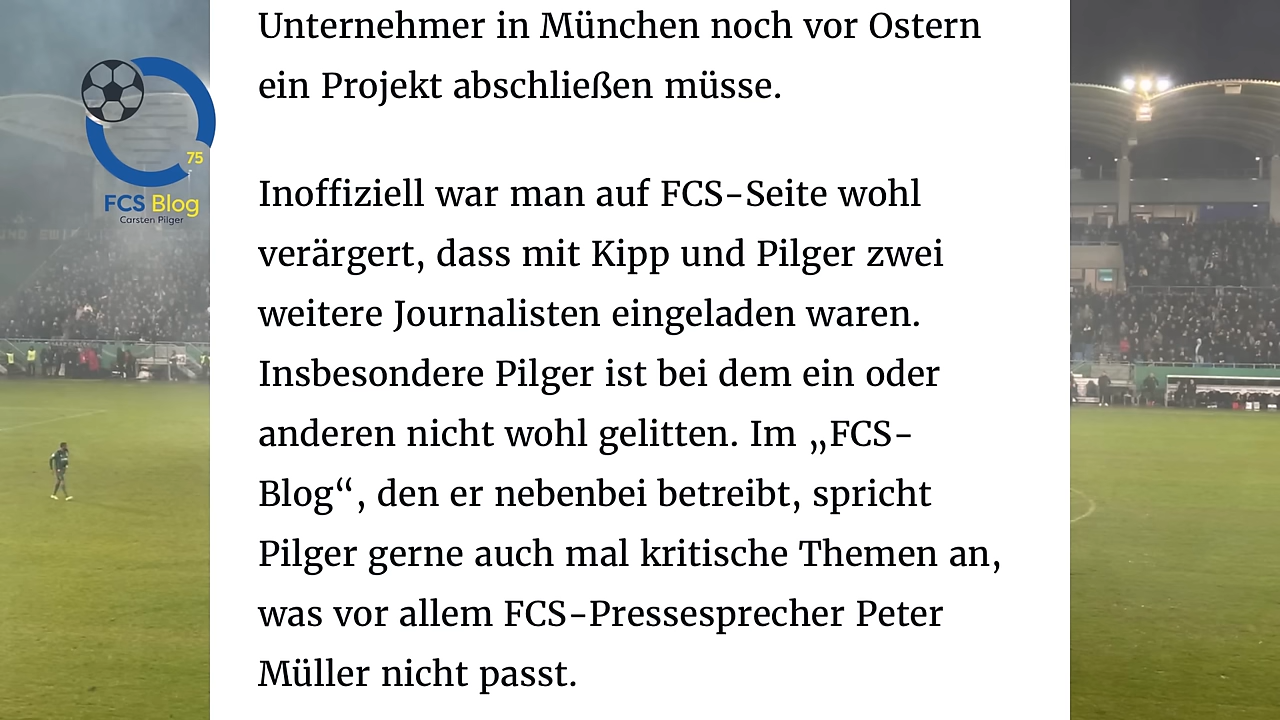 Unternehmer in München noch vor Ostern
ein Projekt abschließen müsse.
Inoffiziell war man auf FCS-Seite wohl
verärgert, dass mit Kipp und Pilger zwei
weitere Journalisten eingeladen waren.
Insbesondere Pilger ist bei dem ein oder
anderen nicht wohl gelitten. Im „FCS-
Blog“, den er nebenbei betreibt, spricht
Pilger gerne auch mal kritische Themen an,
was vor allem FCS-Pressesprecher Peter
Müller nicht passt.
75
FCS Blog
Carsten Pilger